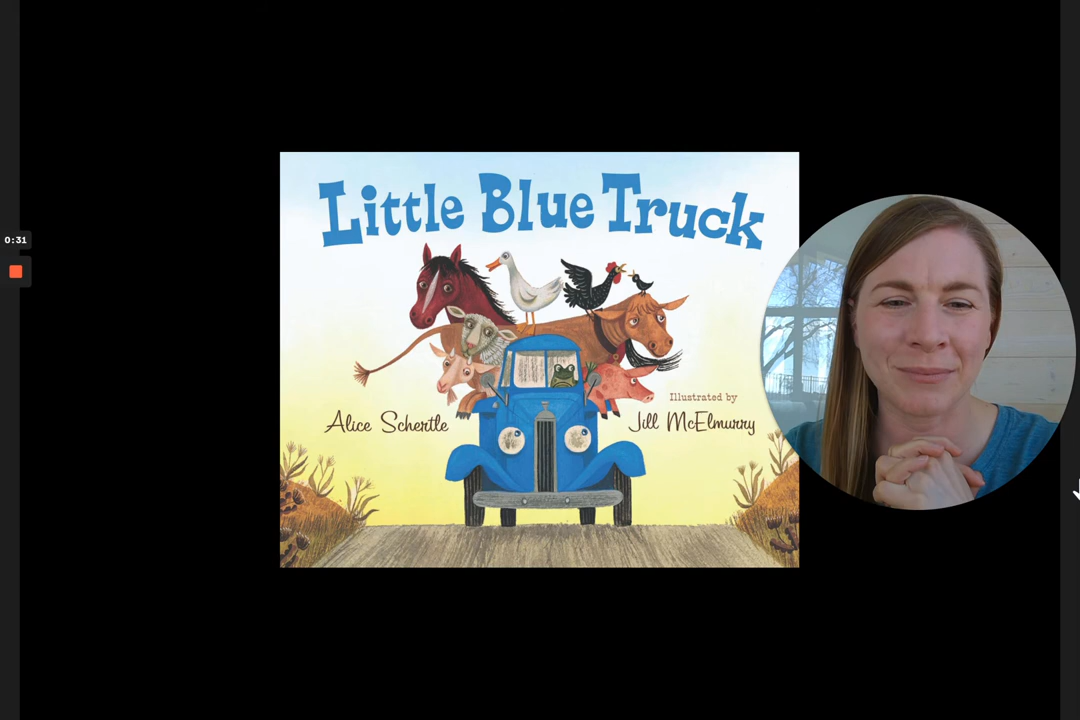 0:31
Little Blue Truck
Illustrated by
Alice Schertle
Jill McElmurry